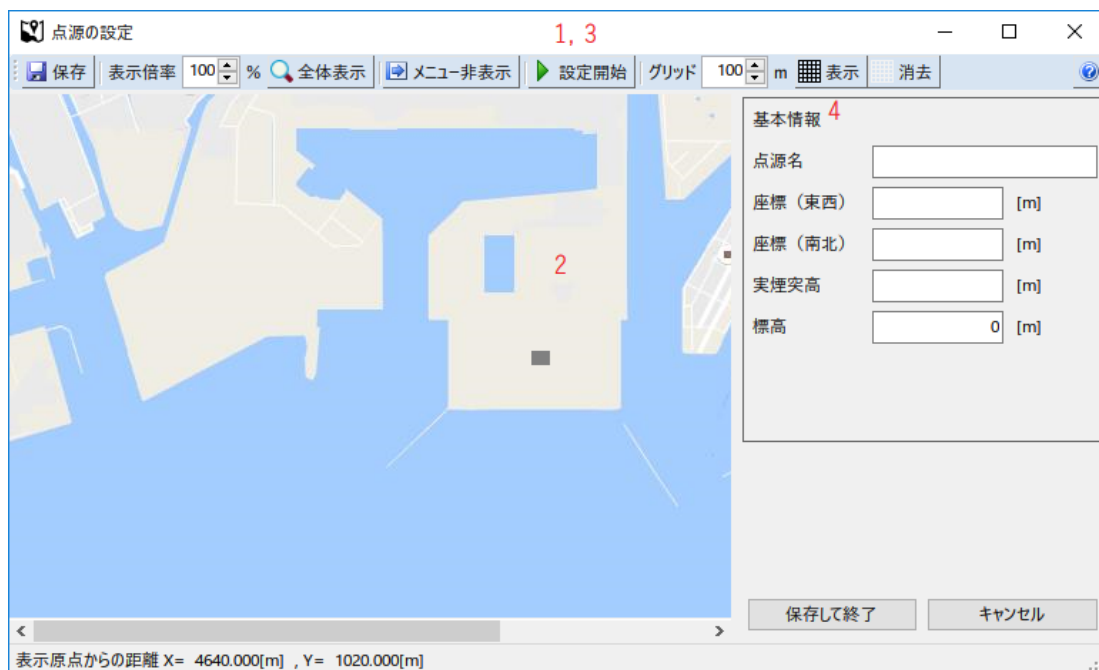 点源の設定
1, 3
保存 表示倍率 100 % 全体表示 メニュー非表示 設定開始 グリッド 100 m 表示 消去
基本情報 4
点源名
座標（東西） [m]
座標（南北） [m]
2
実煙突高 [m]
標高 0 [m]
保存して終了 キャンセル
表示原点からの距離 X= 4640.000[m] , Y= 1020.000[m]